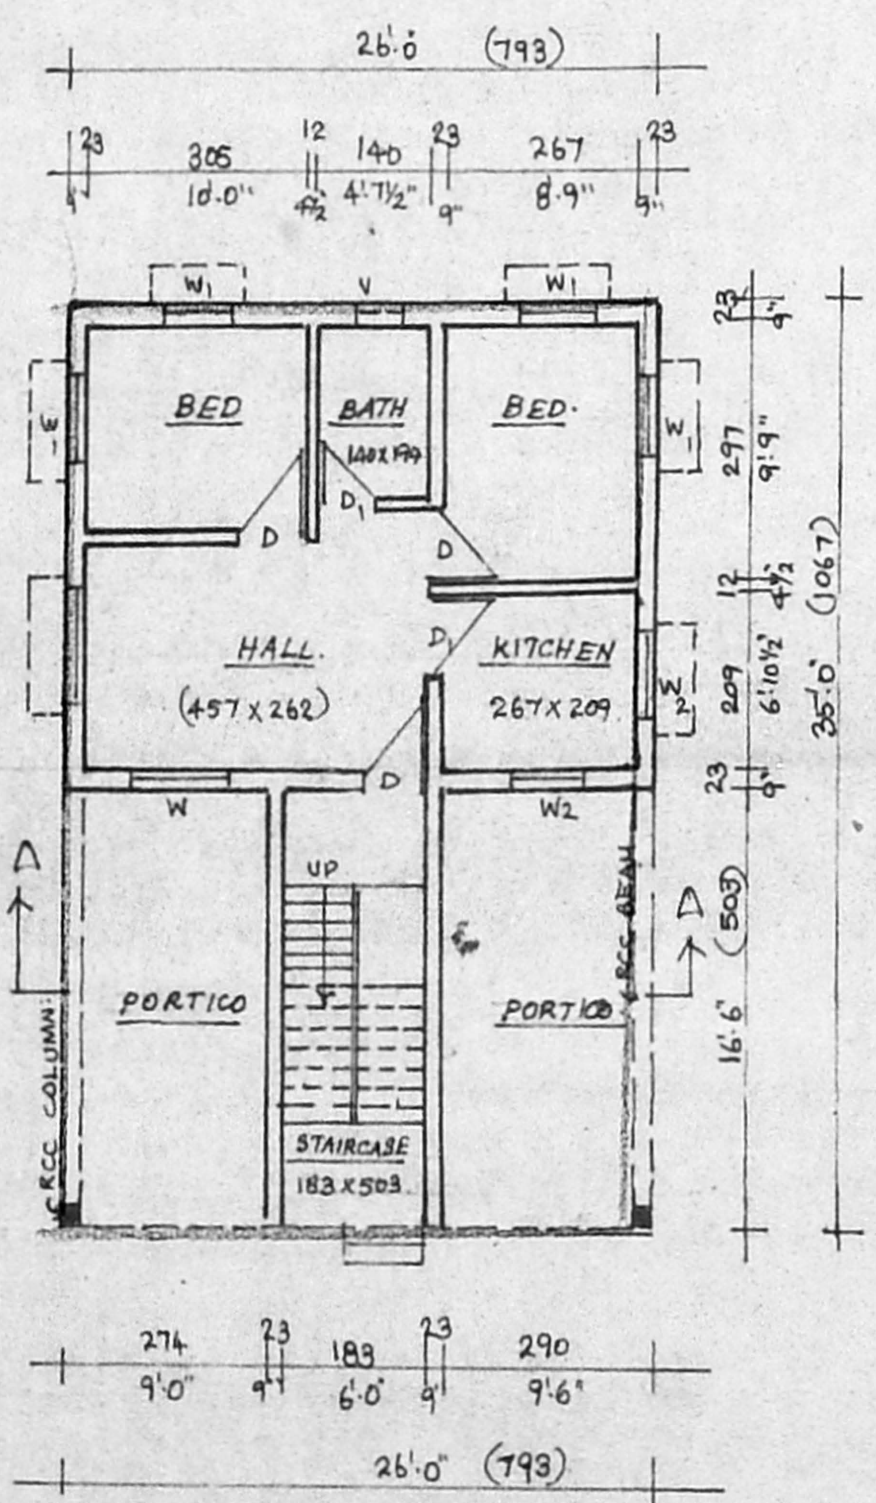 26'.0" (793)
23 305 12 140 23 267 23
9" 10'.0" 4½" 4'.7½" 9" 8'.9" 9"
W1 V W1
23 9"
BED BATH BED.
140X199
W1
297 9'.9"
D D1 D
12 4½"
35'.0" (1067)
HALL. D1 KITCHEN
(457 X 262) 267 X 209
W2
209 6'.10½"
D
23 9"
W W2
D D
UP
RCC BEAM
16'.6" (503)
PORTICO PORTICO
RCC COLUMN.
STAIRCASE
183 X 503.
274 23 183 23 290
9'.0" 9" 6'.0" 9" 9'.6"
26'.0" (793)